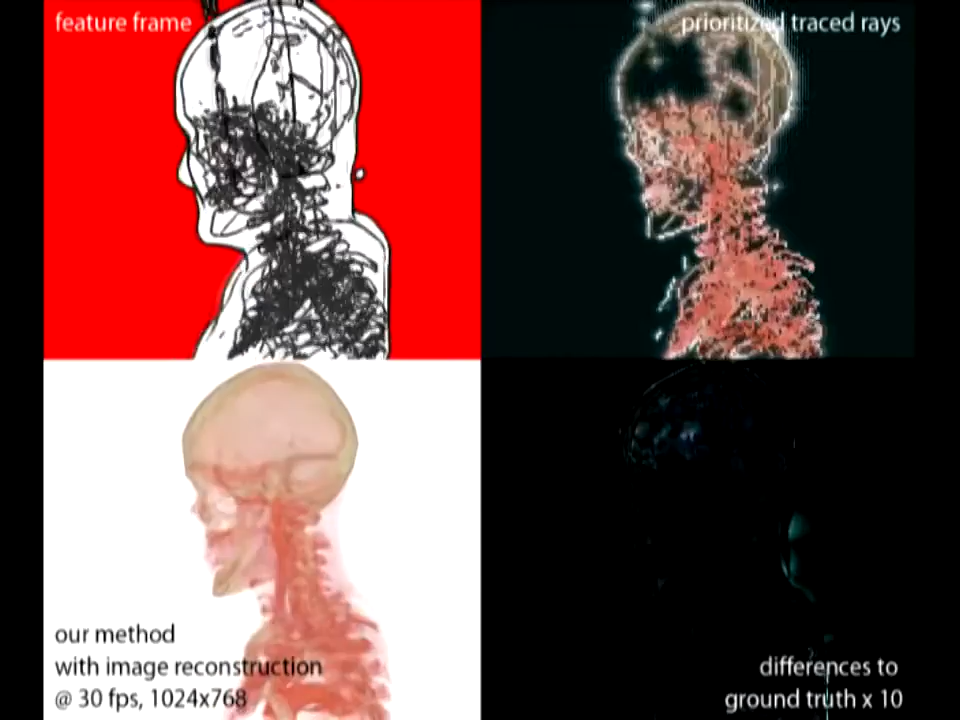 feature frame
prioritized traced rays
our method
with image reconstruction
@ 30 fps, 1024x768
differences to
ground truth x 10